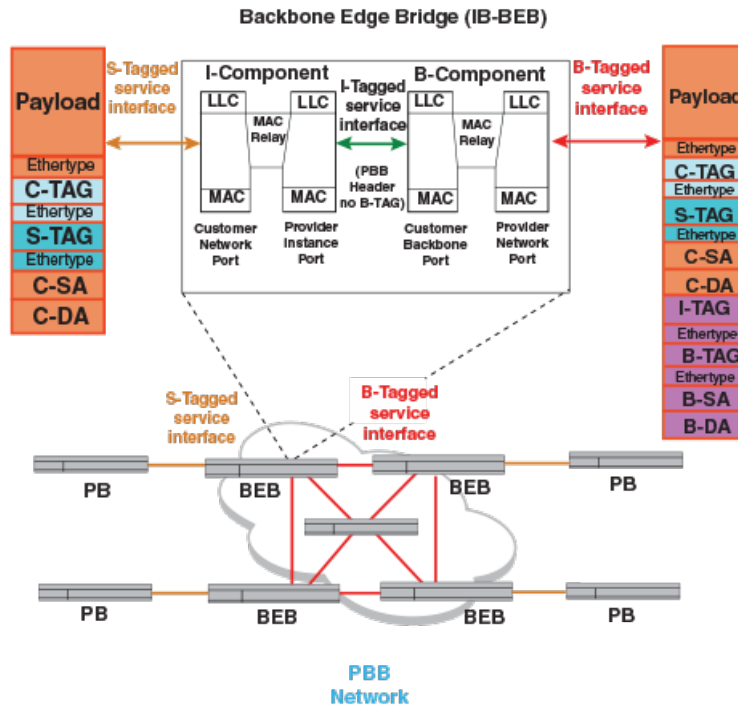 Backbone Edge Bridge (IB-BEB)
Payload
Ethertype
C-TAG
Ethertype
S-TAG
Ethertype
C-SA
C-DA
S-Tagged
service
interface
I-Component
LLC
LLC
MAC
Relay
MAC
MAC
Customer
Network
Port
Provider
Instance
Port
I-Tagged
service
interface
(PBB
Header
no B-TAG)
B-Component
LLC
LLC
MAC
Relay
MAC
MAC
Customer
Backbone
Port
Provider
Network
Port
B-Tagged
service
interface
Payload
Ethertype
C-TAG
Ethertype
S-TAG
Ethertype
C-SA
C-DA
I-TAG
Ethertype
B-TAG
Ethertype
B-SA
B-DA
S-Tagged
service
interface
B-Tagged
service
interface
PB
BEB
BEB
PB
PB
BEB
BEB
PB
PBB
Network